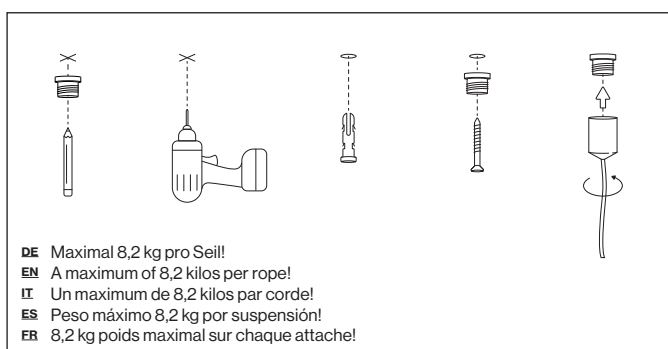 DE Maximal 8,2 kg pro Seil!
EN A maximum of 8,2 kilos per rope!
IT Un maximum de 8,2 kilos par corde!
ES Peso máximo 8,2 kg por suspensión!
FR 8,2 kg poids maximal sur chaque attache!